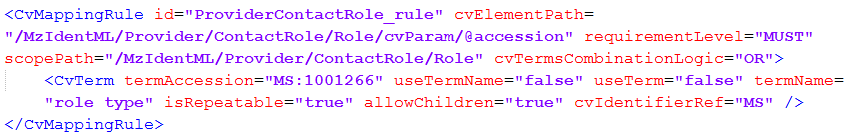 <CvMappingRule id="ProviderContactRole_rule" cvElementPath=
"/MzIdentML/Provider/ContactRole/Role/cvParam/@accession" requirementLevel="MUST"
scopePath="/MzIdentML/Provider/ContactRole/Role" cvTermsCombinationLogic="OR">
<CvTerm termAccession="MS:1001266" useTermName="false" useTerm="false" termName=
"role type" isRepeatable="true" allowChildren="true" cvIdentifierRef="MS" />
</CvMappingRule>